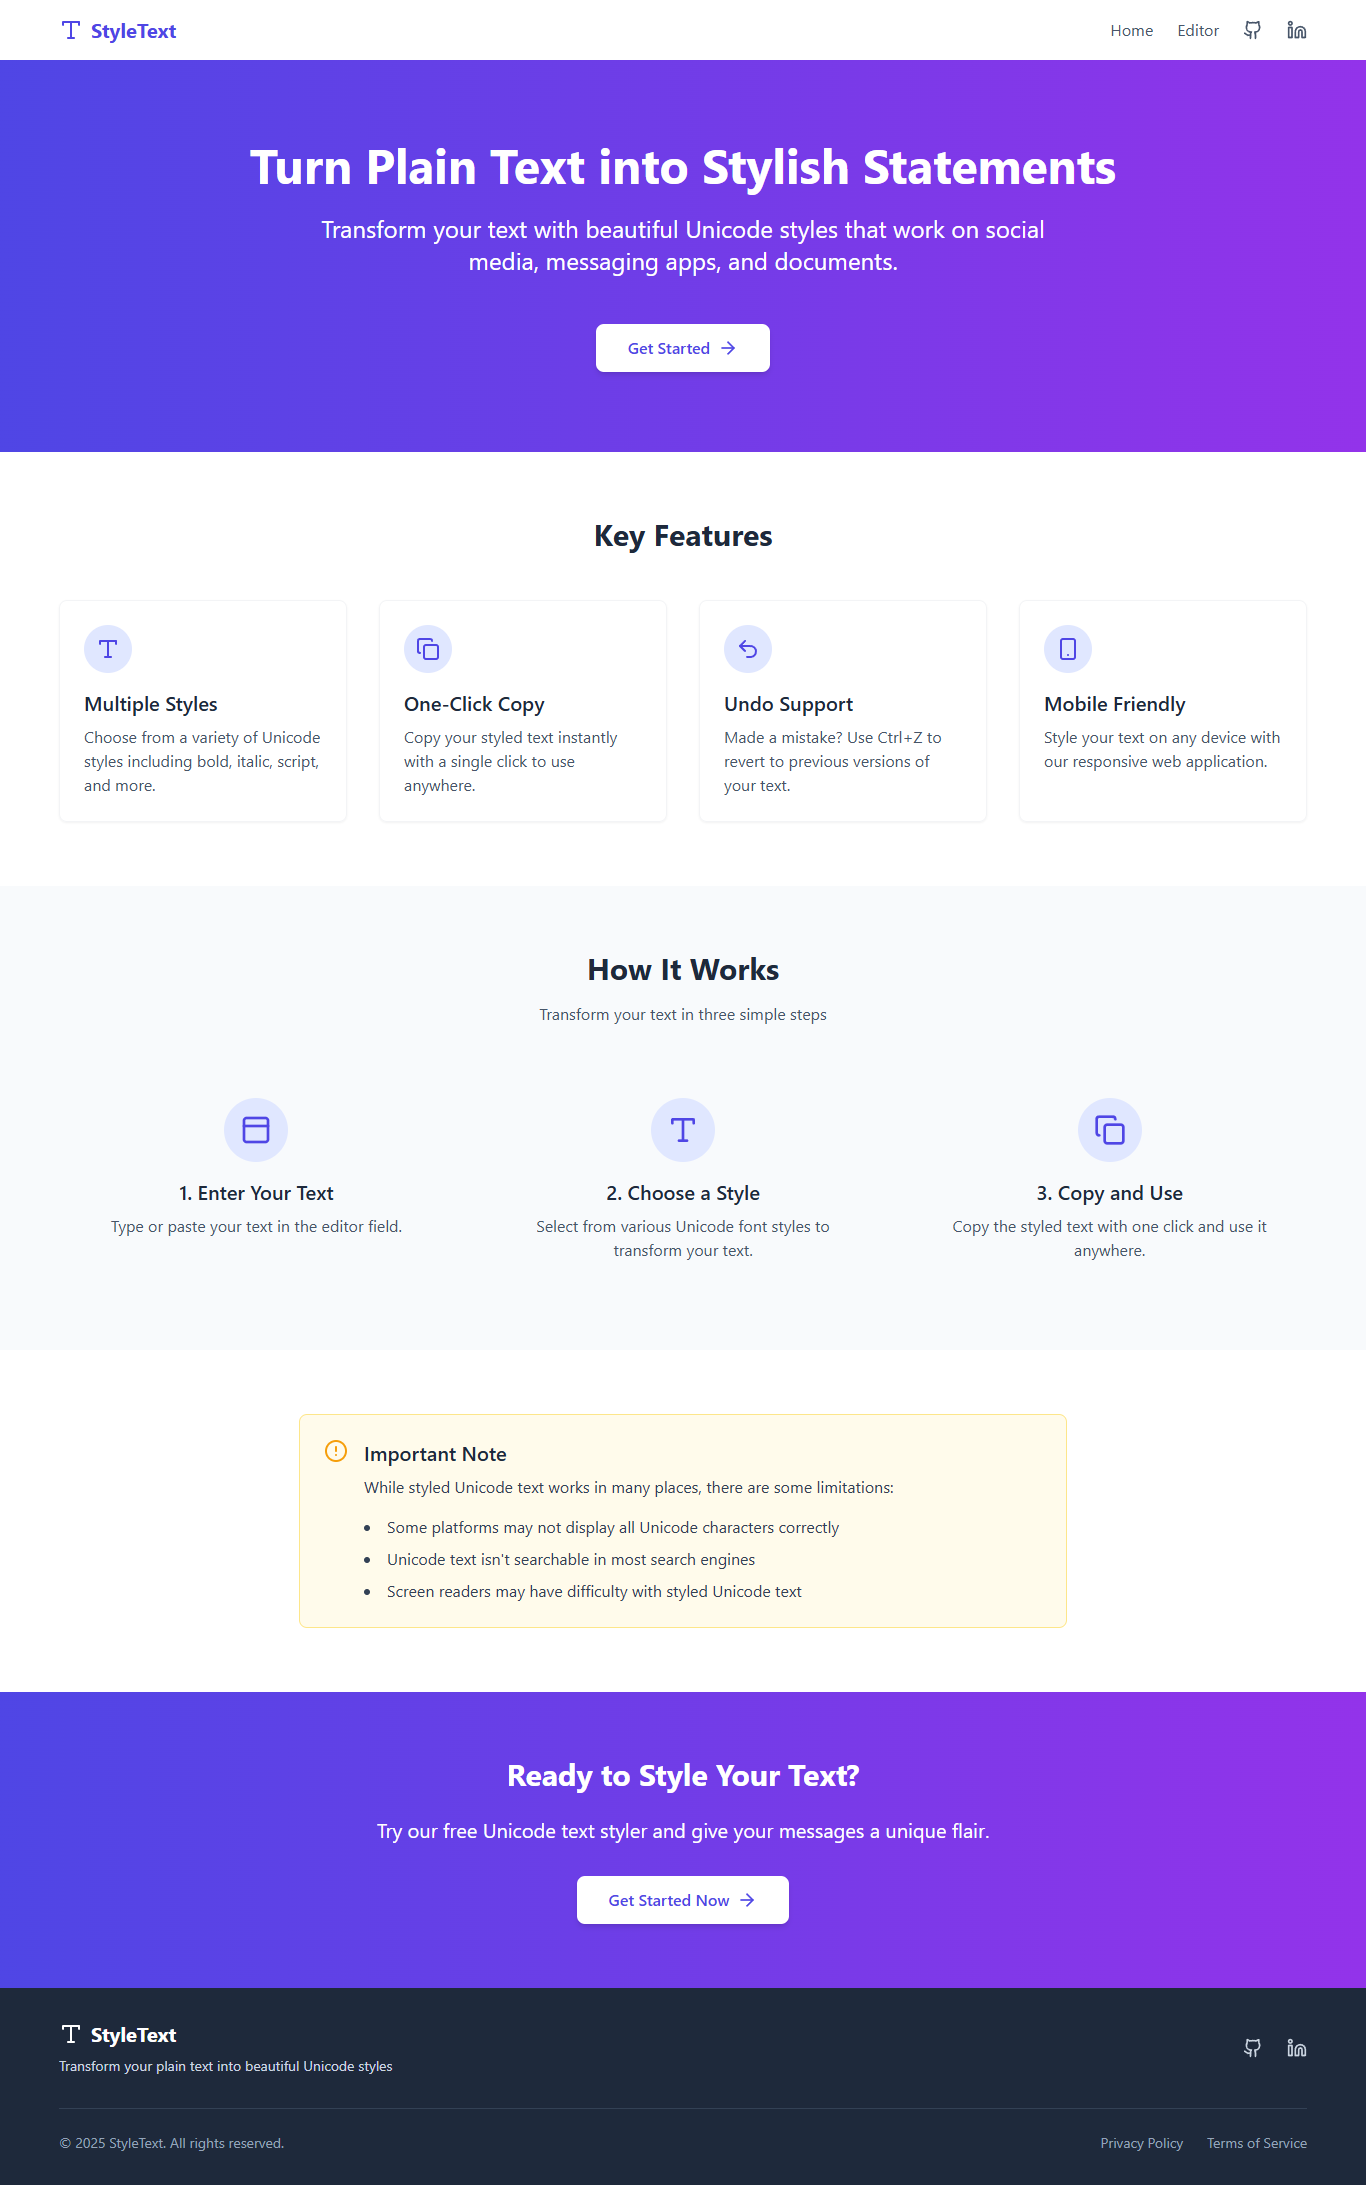 StyleText
Home
Editor
Turn Plain Text into Stylish Statements
Transform your text with beautiful Unicode styles that work on social
media, messaging apps, and documents.
Get Started
Key Features
Multiple Styles
Choose from a variety of Unicode
styles including bold, italic, script,
and more.
One-Click Copy
Copy your styled text instantly
with a single click to use
anywhere.
Undo Support
Made a mistake? Use Ctrl+Z to
revert to previous versions of
your text.
Mobile Friendly
Style your text on any device with
our responsive web application.
How It Works
Transform your text in three simple steps
1. Enter Your Text
Type or paste your text in the editor field.
2. Choose a Style
Select from various Unicode font styles to
transform your text.
3. Copy and Use
Copy the styled text with one click and use it
anywhere.
Important Note
While styled Unicode text works in many places, there are some limitations:
• Some platforms may not display all Unicode characters correctly
• Unicode text isn't searchable in most search engines
• Screen readers may have difficulty with styled Unicode text
Ready to Style Your Text?
Try our free Unicode text styler and give your messages a unique flair.
Get Started Now
StyleText
Transform your plain text into beautiful Unicode styles
© 2025 StyleText. All rights reserved.
Privacy Policy
Terms of Service